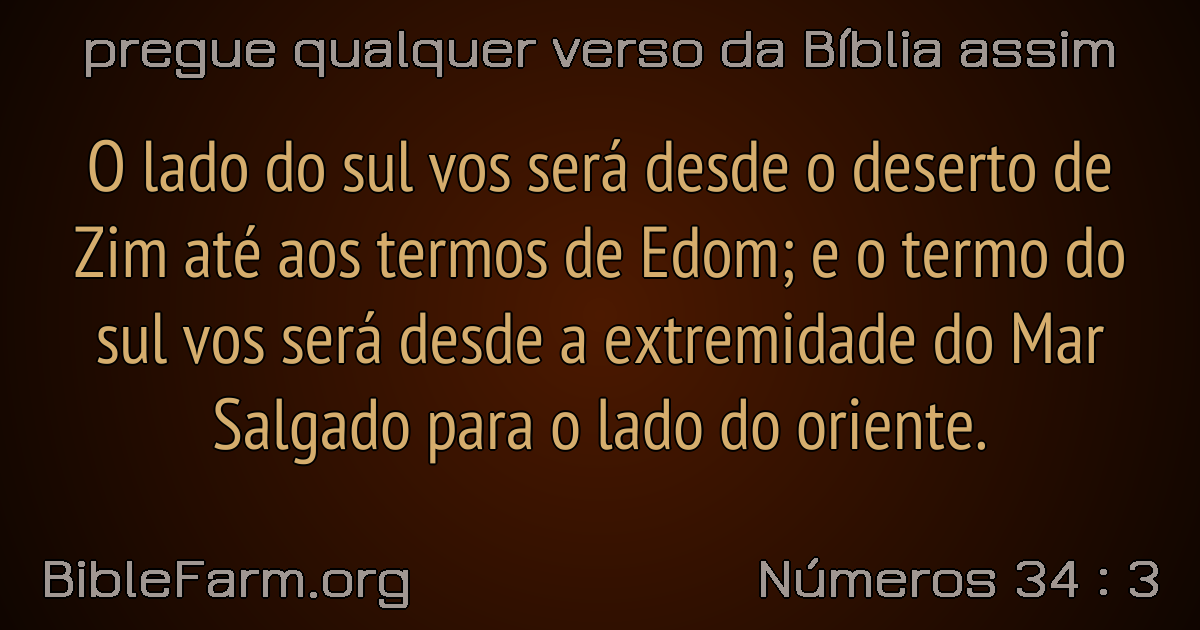 pregue qualquer verso da Bíblia assim
O lado do sul vos será desde o deserto de
Zim até aos termos de Edom; e o termo do
sul vos será desde a extremidade do Mar
Salgado para o lado do oriente.
BibleFarm.org
Números 34 : 3